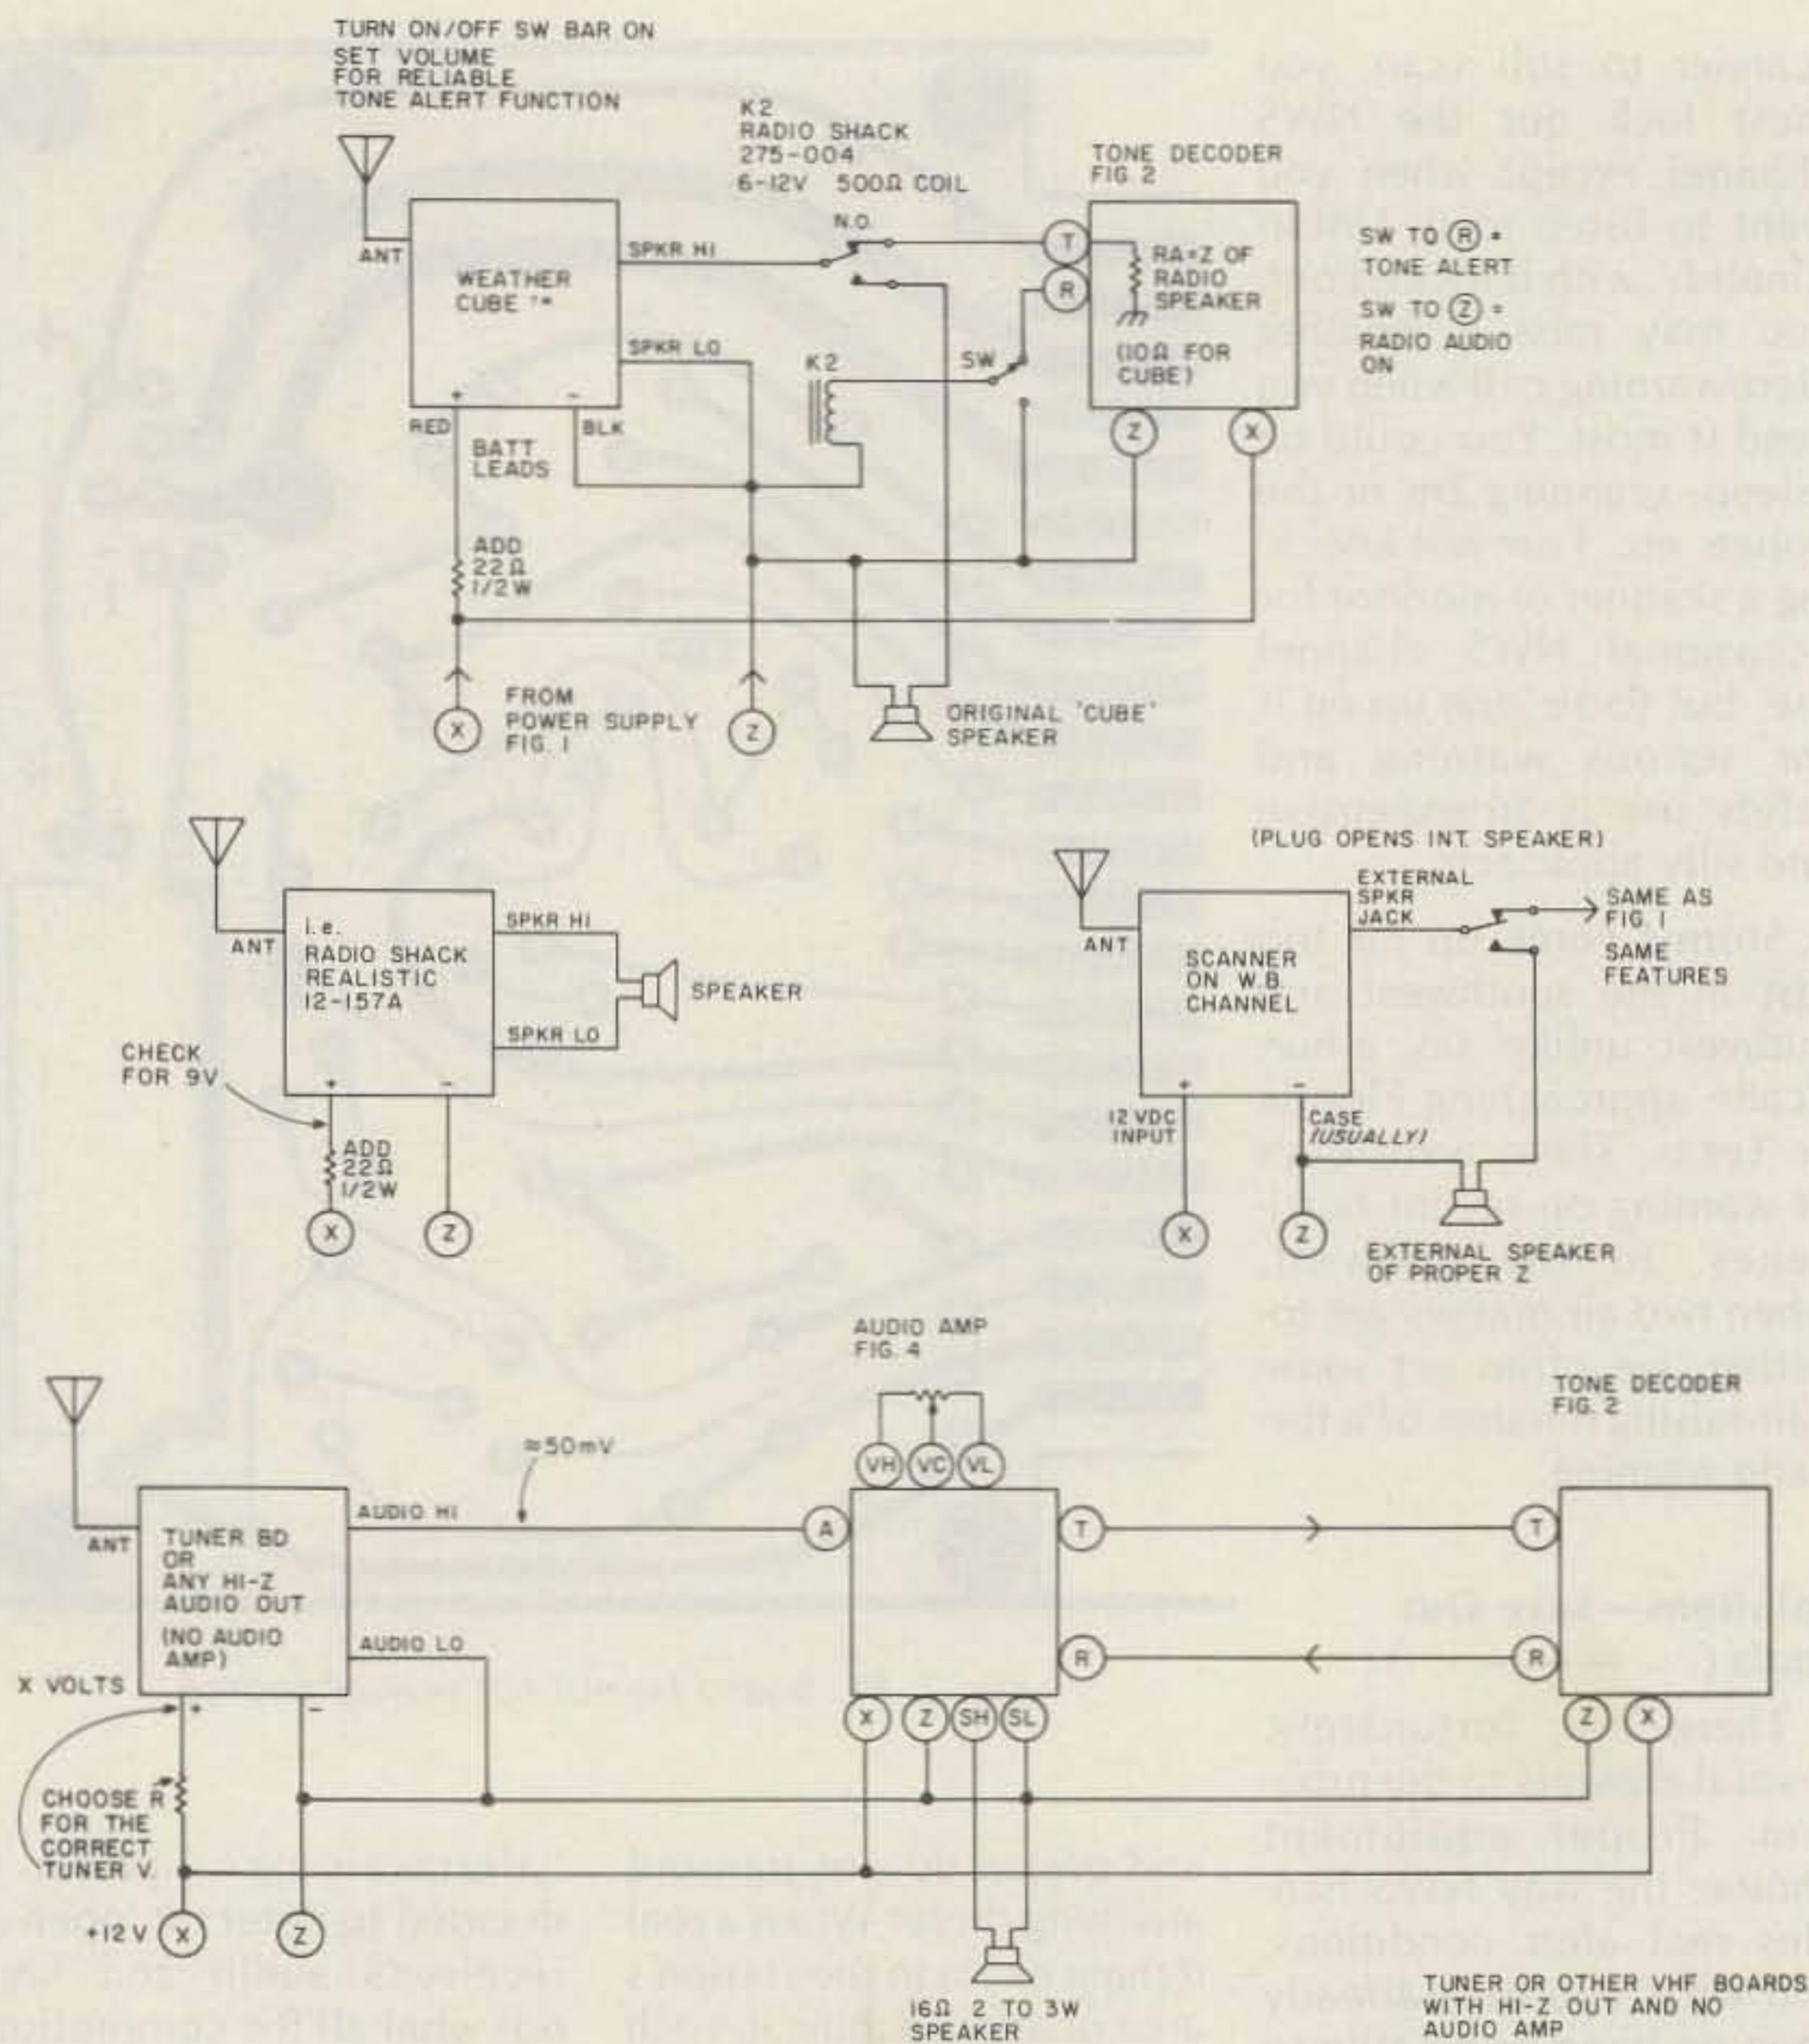 TURN ON/OFF SW BAR ON
SET VOLUME
FOR RELIABLE
TONE ALERT FUNCTION
K2
RADIO SHACK
275-004
6-12V 500Ω COIL
TONE DECODER
FIG 2
N.O.
ANT
WEATHER
CUBE
SPKR HI
SPKR LO
T
R
RA=Z OF
RADIO
SPEAKER
(10Ω FOR
CUBE)
SW TO Ⓡ =
TONE ALERT
SW TO Ⓩ =
RADIO AUDIO
ON
K2
SW
+
-
RED
BLK
BATT
LEADS
Z
X
ADD
22Ω
1/2W
X
FROM
POWER SUPPLY
FIG. 1
Z
ORIGINAL 'CUBE'
SPEAKER
ANT
i.e.
RADIO SHACK
REALISTIC
12-157A
SPKR HI
SPKR LO
SPEAKER
CHECK
FOR 9V
+
-
ADD
22Ω
1/2W
X
Z
(PLUG OPENS INT. SPEAKER)
EXTERNAL
SPKR
JACK
SAME AS
FIG. 1
SAME
FEATURES
ANT
SCANNER
ON W.B.
CHANNEL
+
-
12 VDC
INPUT
CASE
(USUALLY)
X
Z
EXTERNAL SPEAKER
OF PROPER Z
AUDIO AMP
FIG. 4
TONE DECODER
FIG. 2
≈50mV
VH
VC
VL
ANT
TUNER BD
OR
ANY HI-Z
AUDIO OUT
(NO AUDIO
AMP)
AUDIO HI
AUDIO LO
A
T
T
R
R
X VOLTS
+
-
X
Z
SH
SL
Z
X
CHOOSE R
FOR THE
CORRECT
TUNER V.
+12V
X
Z
16Ω 2 TO 3W
SPEAKER
TUNER OR OTHER VHF BOARDS
WITH HI-Z OUT AND NO
AUDIO AMP